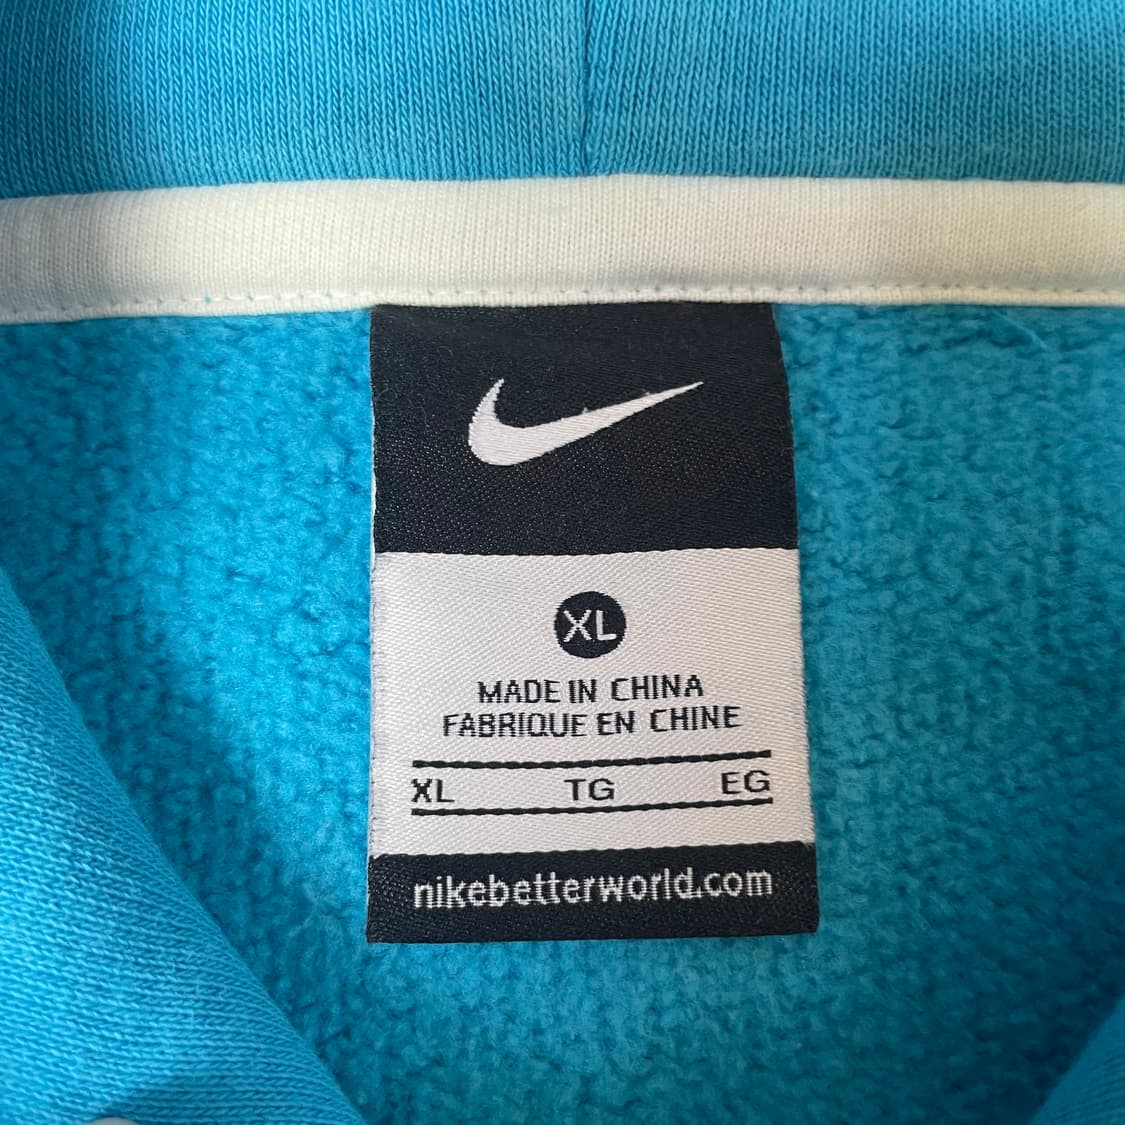 XL
MADE IN CHINA
FABRIQUE EN CHINE
XL TG EG
nikebetterworld.com